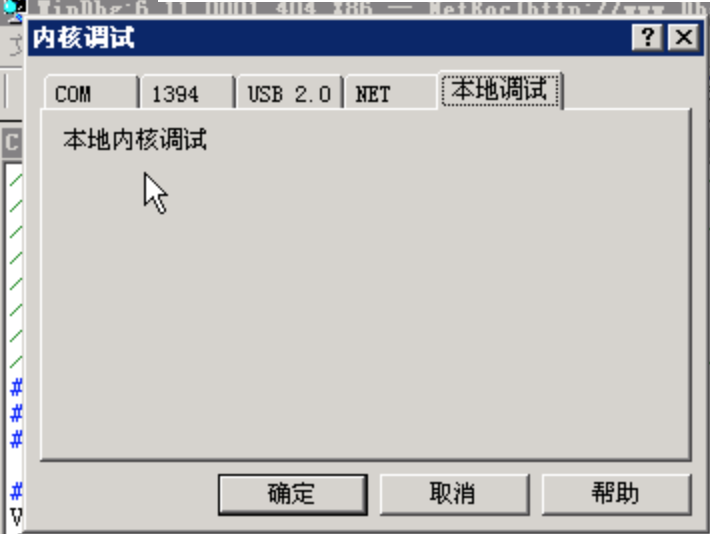 WinDbg:6.11.0001.404 X86 — NetRoc(http://www.
内核调试
COM
1394
USB 2.0
NET
本地调试
本地内核调试
确定
取消
帮助
#
#
#
#
V